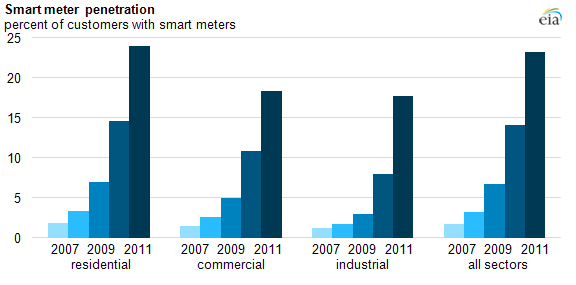 Smart meter penetration
percent of customers with smart meters
eia
25
20
15
10
5
0
2007 2009 2011 2007 2009 2011 2007 2009 2011 2007 2009 2011
residential commercial industrial all sectors